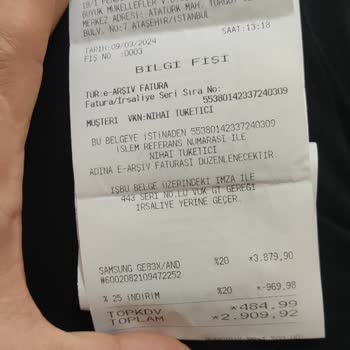 BÜYÜK MÜKELLEFLER V.D.
MERKEZ ADRESİ: ATATÜRK MAH. TURGUT
BULV. NO:7 ATAŞEHİR/İSTANBUL
TARİH:09/03/2024 SAAT:13:18
FİŞ NO :0003
BİLGİ FİŞİ
TÜR:e-ARŞİV FATURA
Fatura/İrsaliye Seri Sıra No:
55380142337240309
MÜŞTERİ VKN:NİHAİ TÜKETİCİ
BU BELGEYE İSTİNADEN 55380142337240309
İŞLEM REFERANS NUMARASI İLE
NİHAİ TÜKETİCİ
ADINA E-ARŞİV FATURASI DÜZENLENECEKTİR.
İŞBU BELGE ÜZERİNDEKİ İMZA İLE
443 SERİ NO.LU VUK GT GEREĞİ
İRSALİYE YERİNE GEÇER.
SAMSUNG GE83X/AND %20 *3.879,90
#6002082109472252
% 25 İNDİRİM %20 *-969,98
TOPKDV *484,99
TOPLAM *2.909,92